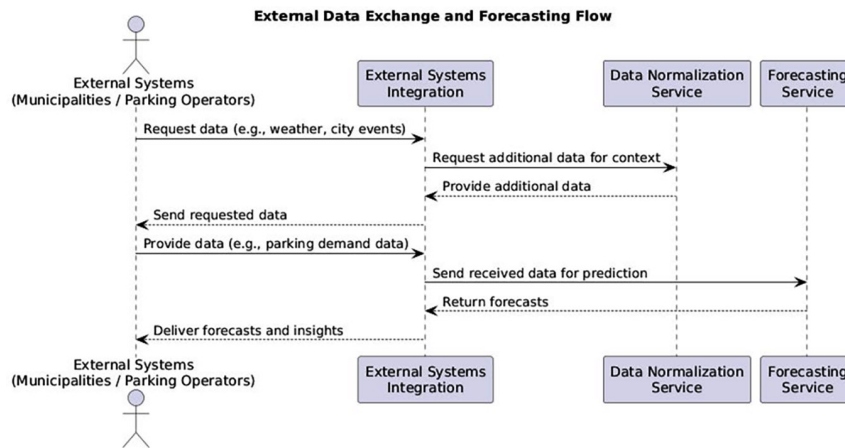 External Data Exchange and Forecasting Flow
External Systems
(Municipalities / Parking Operators)
External Systems
Integration
Data Normalization
Service
Forecasting
Service
Request data (e.g., weather, city events)
Request additional data for context
Provide additional data
Send requested data
Provide data (e.g., parking demand data)
Send received data for prediction
Return forecasts
Deliver forecasts and insights
External Systems
(Municipalities / Parking Operators)
External Systems
Integration
Data Normalization
Service
Forecasting
Service